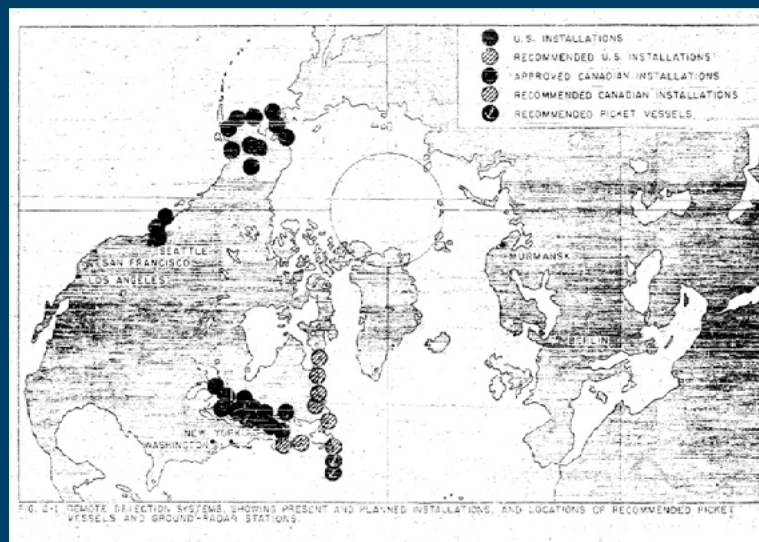 U.S. INSTALLATIONS
RECOMMENDED U.S. INSTALLATIONS
APPROVED CANADIAN INSTALLATIONS
RECOMMENDED CANADIAN INSTALLATIONS
RECOMMENDED PICKET VESSELS
SEATTLE
SAN FRANCISCO
LOS ANGELES
MURMANSK
BERLIN
NEW YORK
WASHINGTON
FIG. 2-1 REMOTE DETECTION SYSTEMS, SHOWING PRESENT AND PLANNED INSTALLATIONS, AND LOCATIONS OF RECOMMENDED PICKET
VESSELS AND GROUND-RADAR STATIONS.